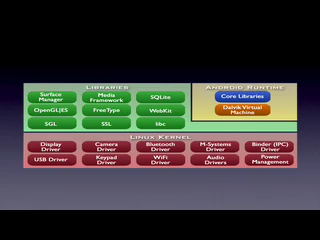 Libraries
Surface Manager
Media Framework
SQLite
OpenGL|ES
FreeType
WebKit
SGL
SSL
libc
Android Runtime
Core Libraries
Dalvik Virtual Machine
Linux Kernel
Display Driver
Camera Driver
Bluetooth Driver
M-Systems Driver
Binder (IPC) Driver
USB Driver
Keypad Driver
WiFi Driver
Audio Drivers
Power Management